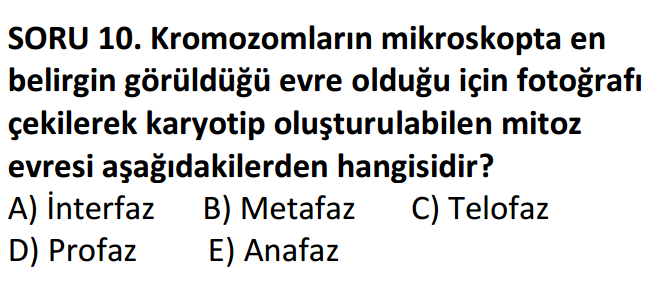 SORU 10. Kromozomların mikroskopta en
belirgin görüldüğü evre olduğu için fotoğrafı
çekilerek karyotip oluşturulabilen mitoz
evresi aşağıdakilerden hangisidir?
A) İnterfaz B) Metafaz C) Telofaz
D) Profaz E) Anafaz